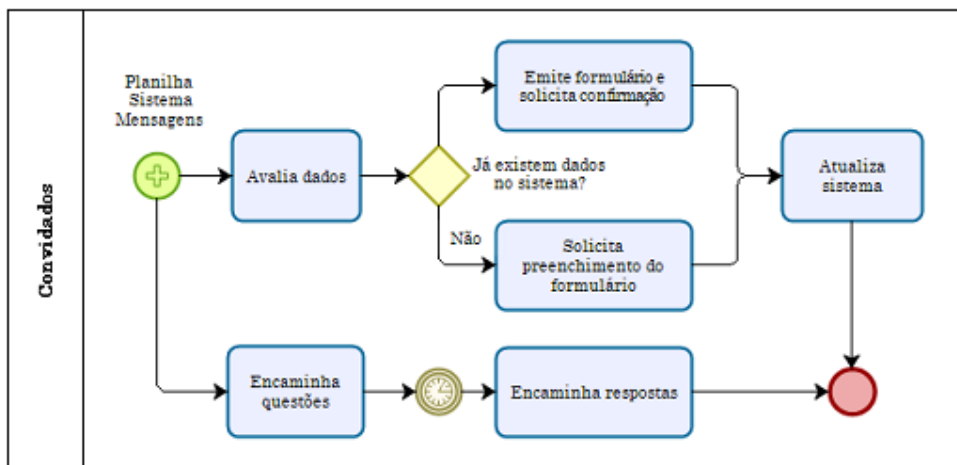 Convidados
Planilha
Sistema
Mensagens
Avalia dados
Já existem dados
no sistema?
Emite formulário e
solicita confirmação
Não
Solicita
preenchimento do
formulário
Atualiza
sistema
Encaminha
questões
Encaminha respostas